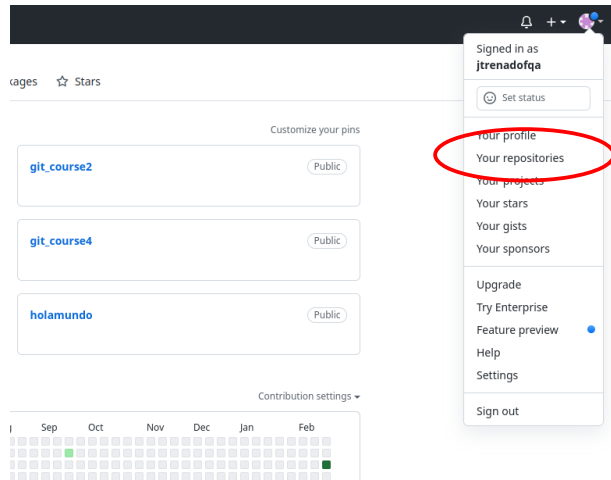 Signed in as
jtrenadofqa
Set status
Stars
Customize your pins
Your profile
git_course2 Public
Your repositories
Your projects
Your stars
Your gists
git_course4 Public
Your sponsors
Upgrade
Try Enterprise
holamundo Public
Feature preview
Help
Settings
Contribution settings
Sign out
Sep Oct Nov Dec Jan Feb